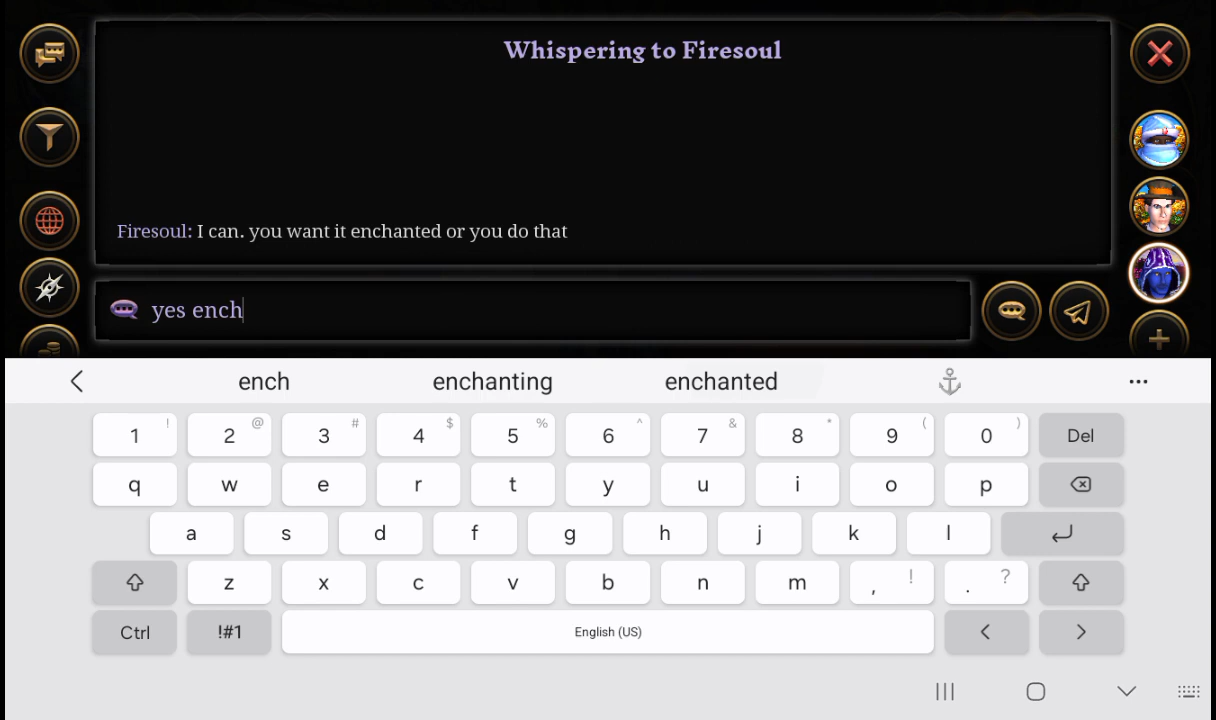 Whispering to Firesoul
Firesoul: I can. you want it enchanted or you do that
yes ench
ench enchanting enchanted
1 ! 2 @ 3 # 4 $ 5 % 6 ^ 7 & 8 * 9 ( 0 ) Del
q w e r t y u i o p
a s d f g h j k l
z x c v b n m , ! . ?
Ctrl !#1 English (US)